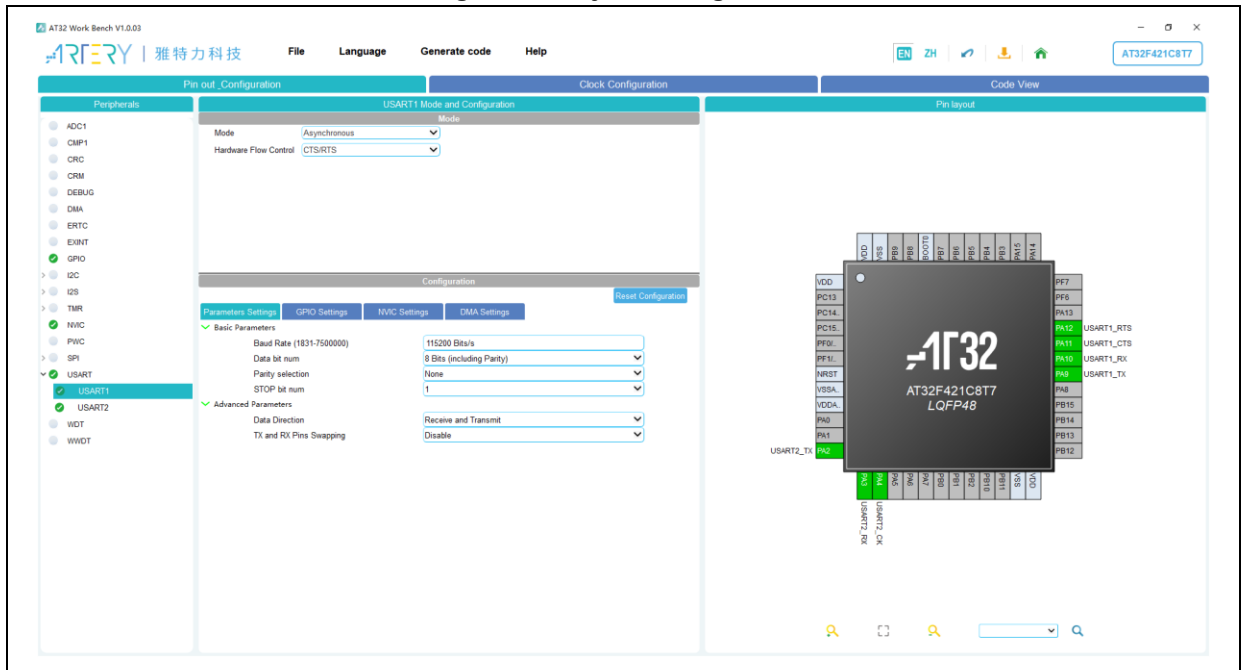 AT32 Work Bench V1.0.03
ARTERY 雅特力科技 File Language Generate code Help EN ZH AT32F421C8T7
Pin out_Configuration Clock Configuration Code View
Peripherals
ADC1
CMP1
CRC
CRM
DEBUG
DMA
ERTC
EXINT
GPIO
I2C
I2S
TMR
NVIC
PWC
SPI
USART
USART1
USART2
WDT
WWDT
USART1 Mode and Configuration
Mode
Mode Asynchronous
Hardware Flow Control CTS/RTS
Configuration
Reset Configuration
Parameters Settings GPIO Settings NVIC Settings DMA Settings
Basic Parameters
Baud Rate (1831-7500000) 115200 Bits/s
Data bit num 8 Bits (including Parity)
Parity selection None
STOP bit num 1
Advanced Parameters
Data Direction Receive and Transmit
TX and RX Pins Swapping Disable
Pin layout
VDD VSS PB9 PB8 BOOT0 PB7 PB6 PB5 PB4 PB3 PA15 PA14
VDD
PC13
PC14..
PC15..
PF0/..
PF1/..
NRST
VSSA..
VDDA..
PA0
PA1
USART2_TX PA2
AT32
AT32F421C8T7
LQFP48
PF7
PF6
PA13
PA12 USART1_RTS
PA11 USART1_CTS
PA10 USART1_RX
PA9 USART1_TX
PA8
PB15
PB14
PB13
PB12
PA3 PA4 PA5 PA6 PA7 PB0 PB1 PB2 PB10 PB11 VSS VDD
USART2_RX USART2_CK